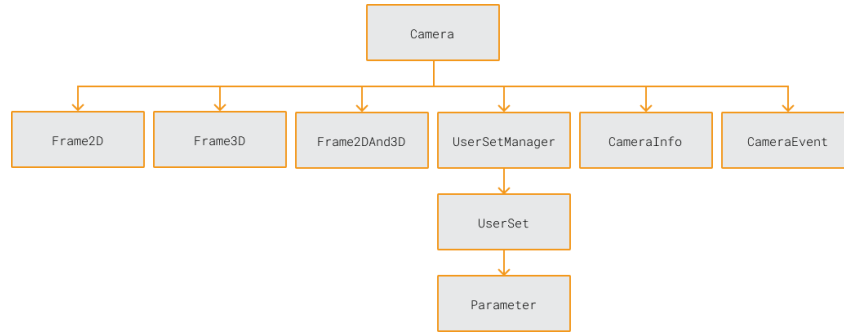 Camera
Frame2D
Frame3D
Frame2DAnd3D
UserSetManager
CameraInfo
CameraEvent
UserSet
Parameter